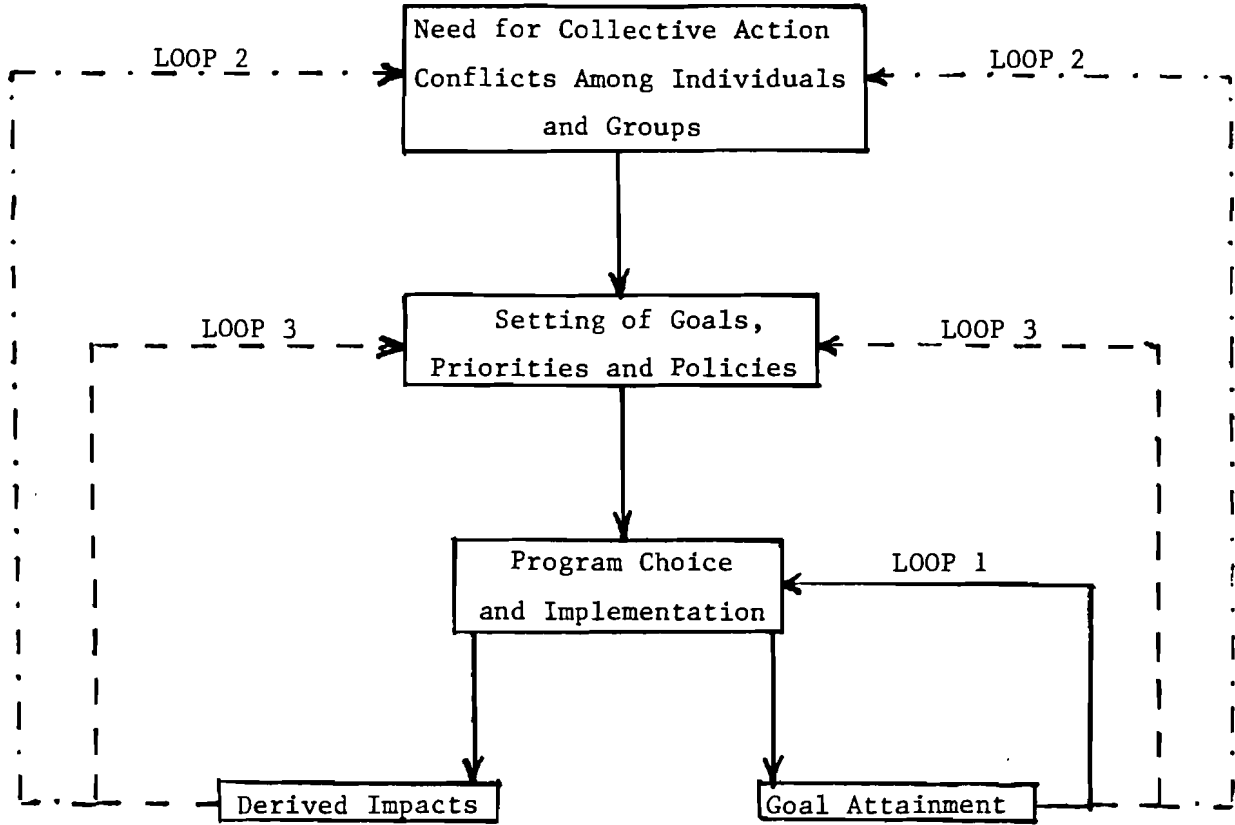 Need for Collective Action
LOOP 2
Conflicts Among Individuals
LOOP 2
and Groups
LOOP 3
Setting of Goals,
LOOP 3
Priorities and Policies
Program Choice
LOOP 1
and Implementation
Derived Impacts
Goal Attainment